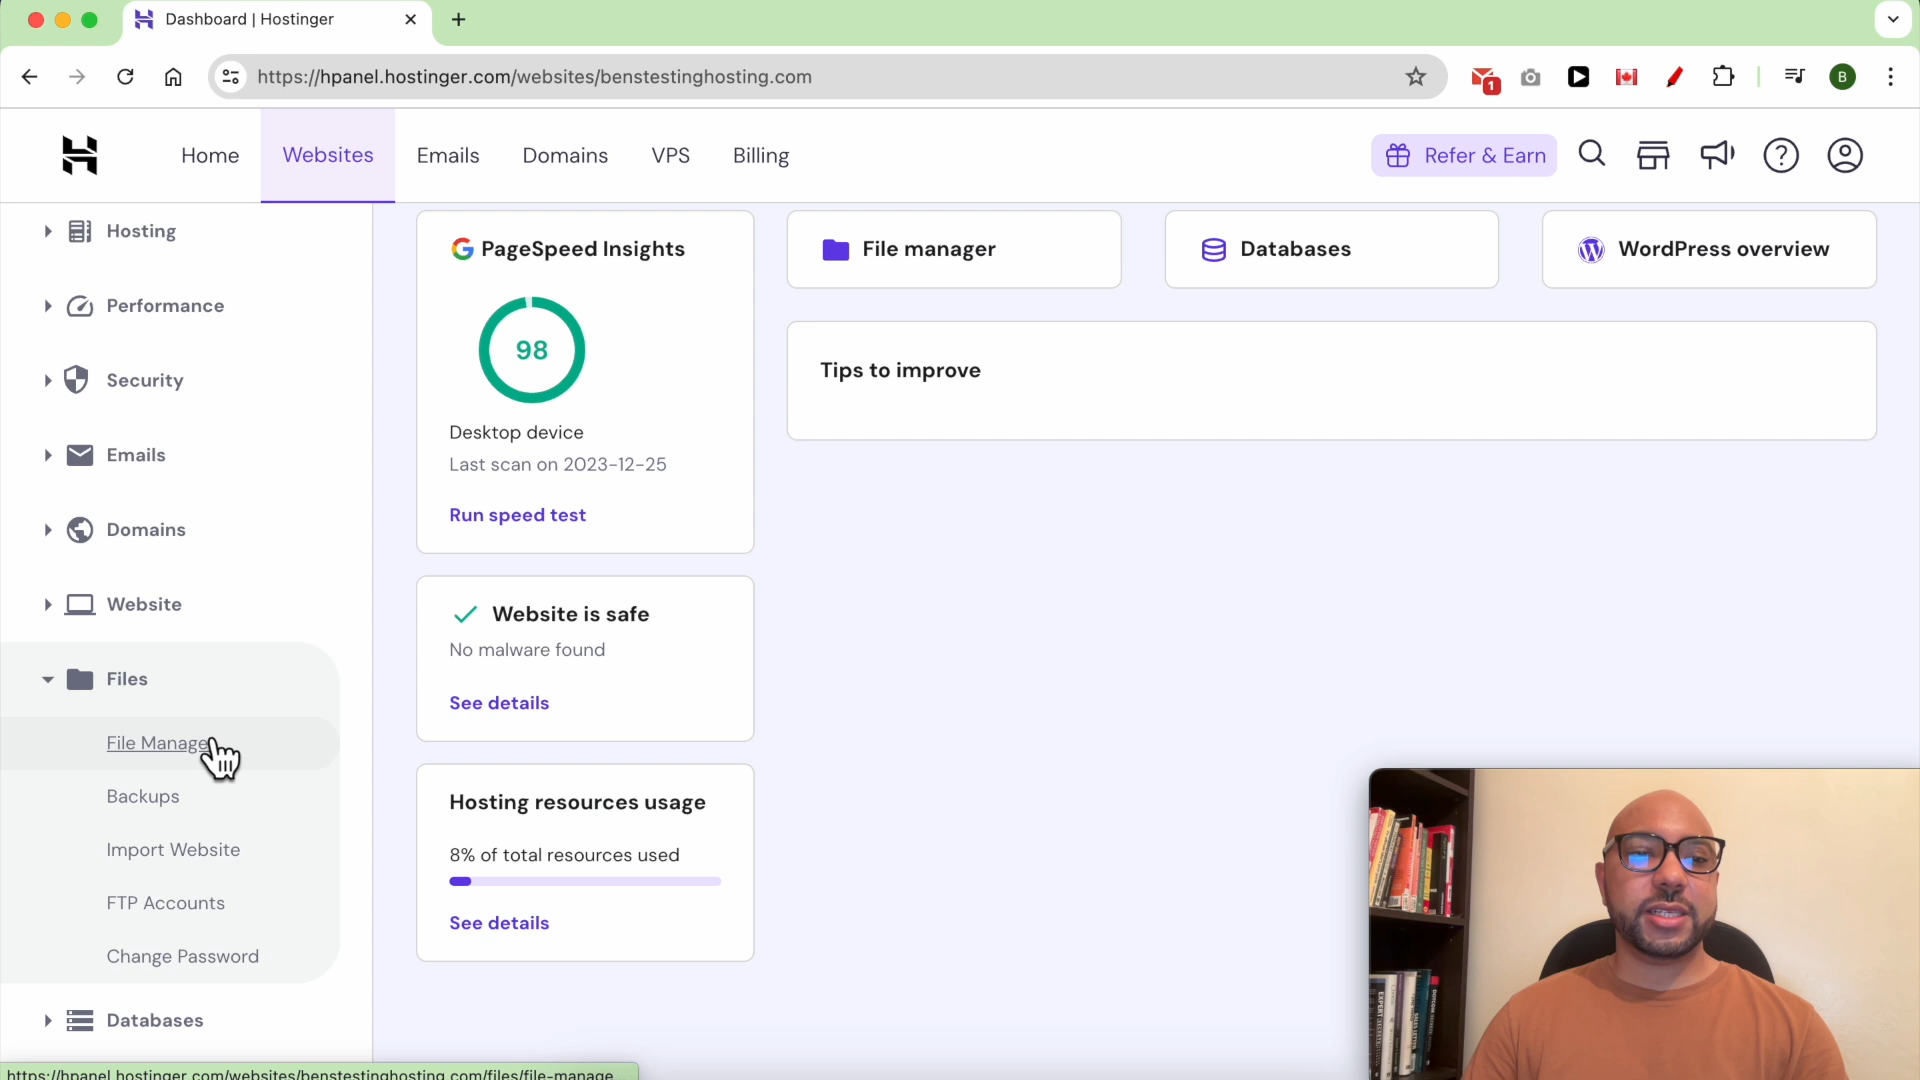 Dashboard | Hostinger
https://hpanel.hostinger.com/websites/benstestinghosting.com
1
B
Home
Websites
Emails
Domains
VPS
Billing
Refer & Earn
Hosting
Performance
Security
Emails
Domains
Website
Files
File Manage
Backups
Import Website
FTP Accounts
Change Password
Databases
PageSpeed Insights
98
Desktop device
Last scan on 2023-12-25
Run speed test
Website is safe
No malware found
See details
Hosting resources usage
8% of total resources used
See details
File manager
Databases
WordPress overview
Tips to improve
https://hpanel.hostinger.com/websites/benstestinghosting.com/files/file-manage...